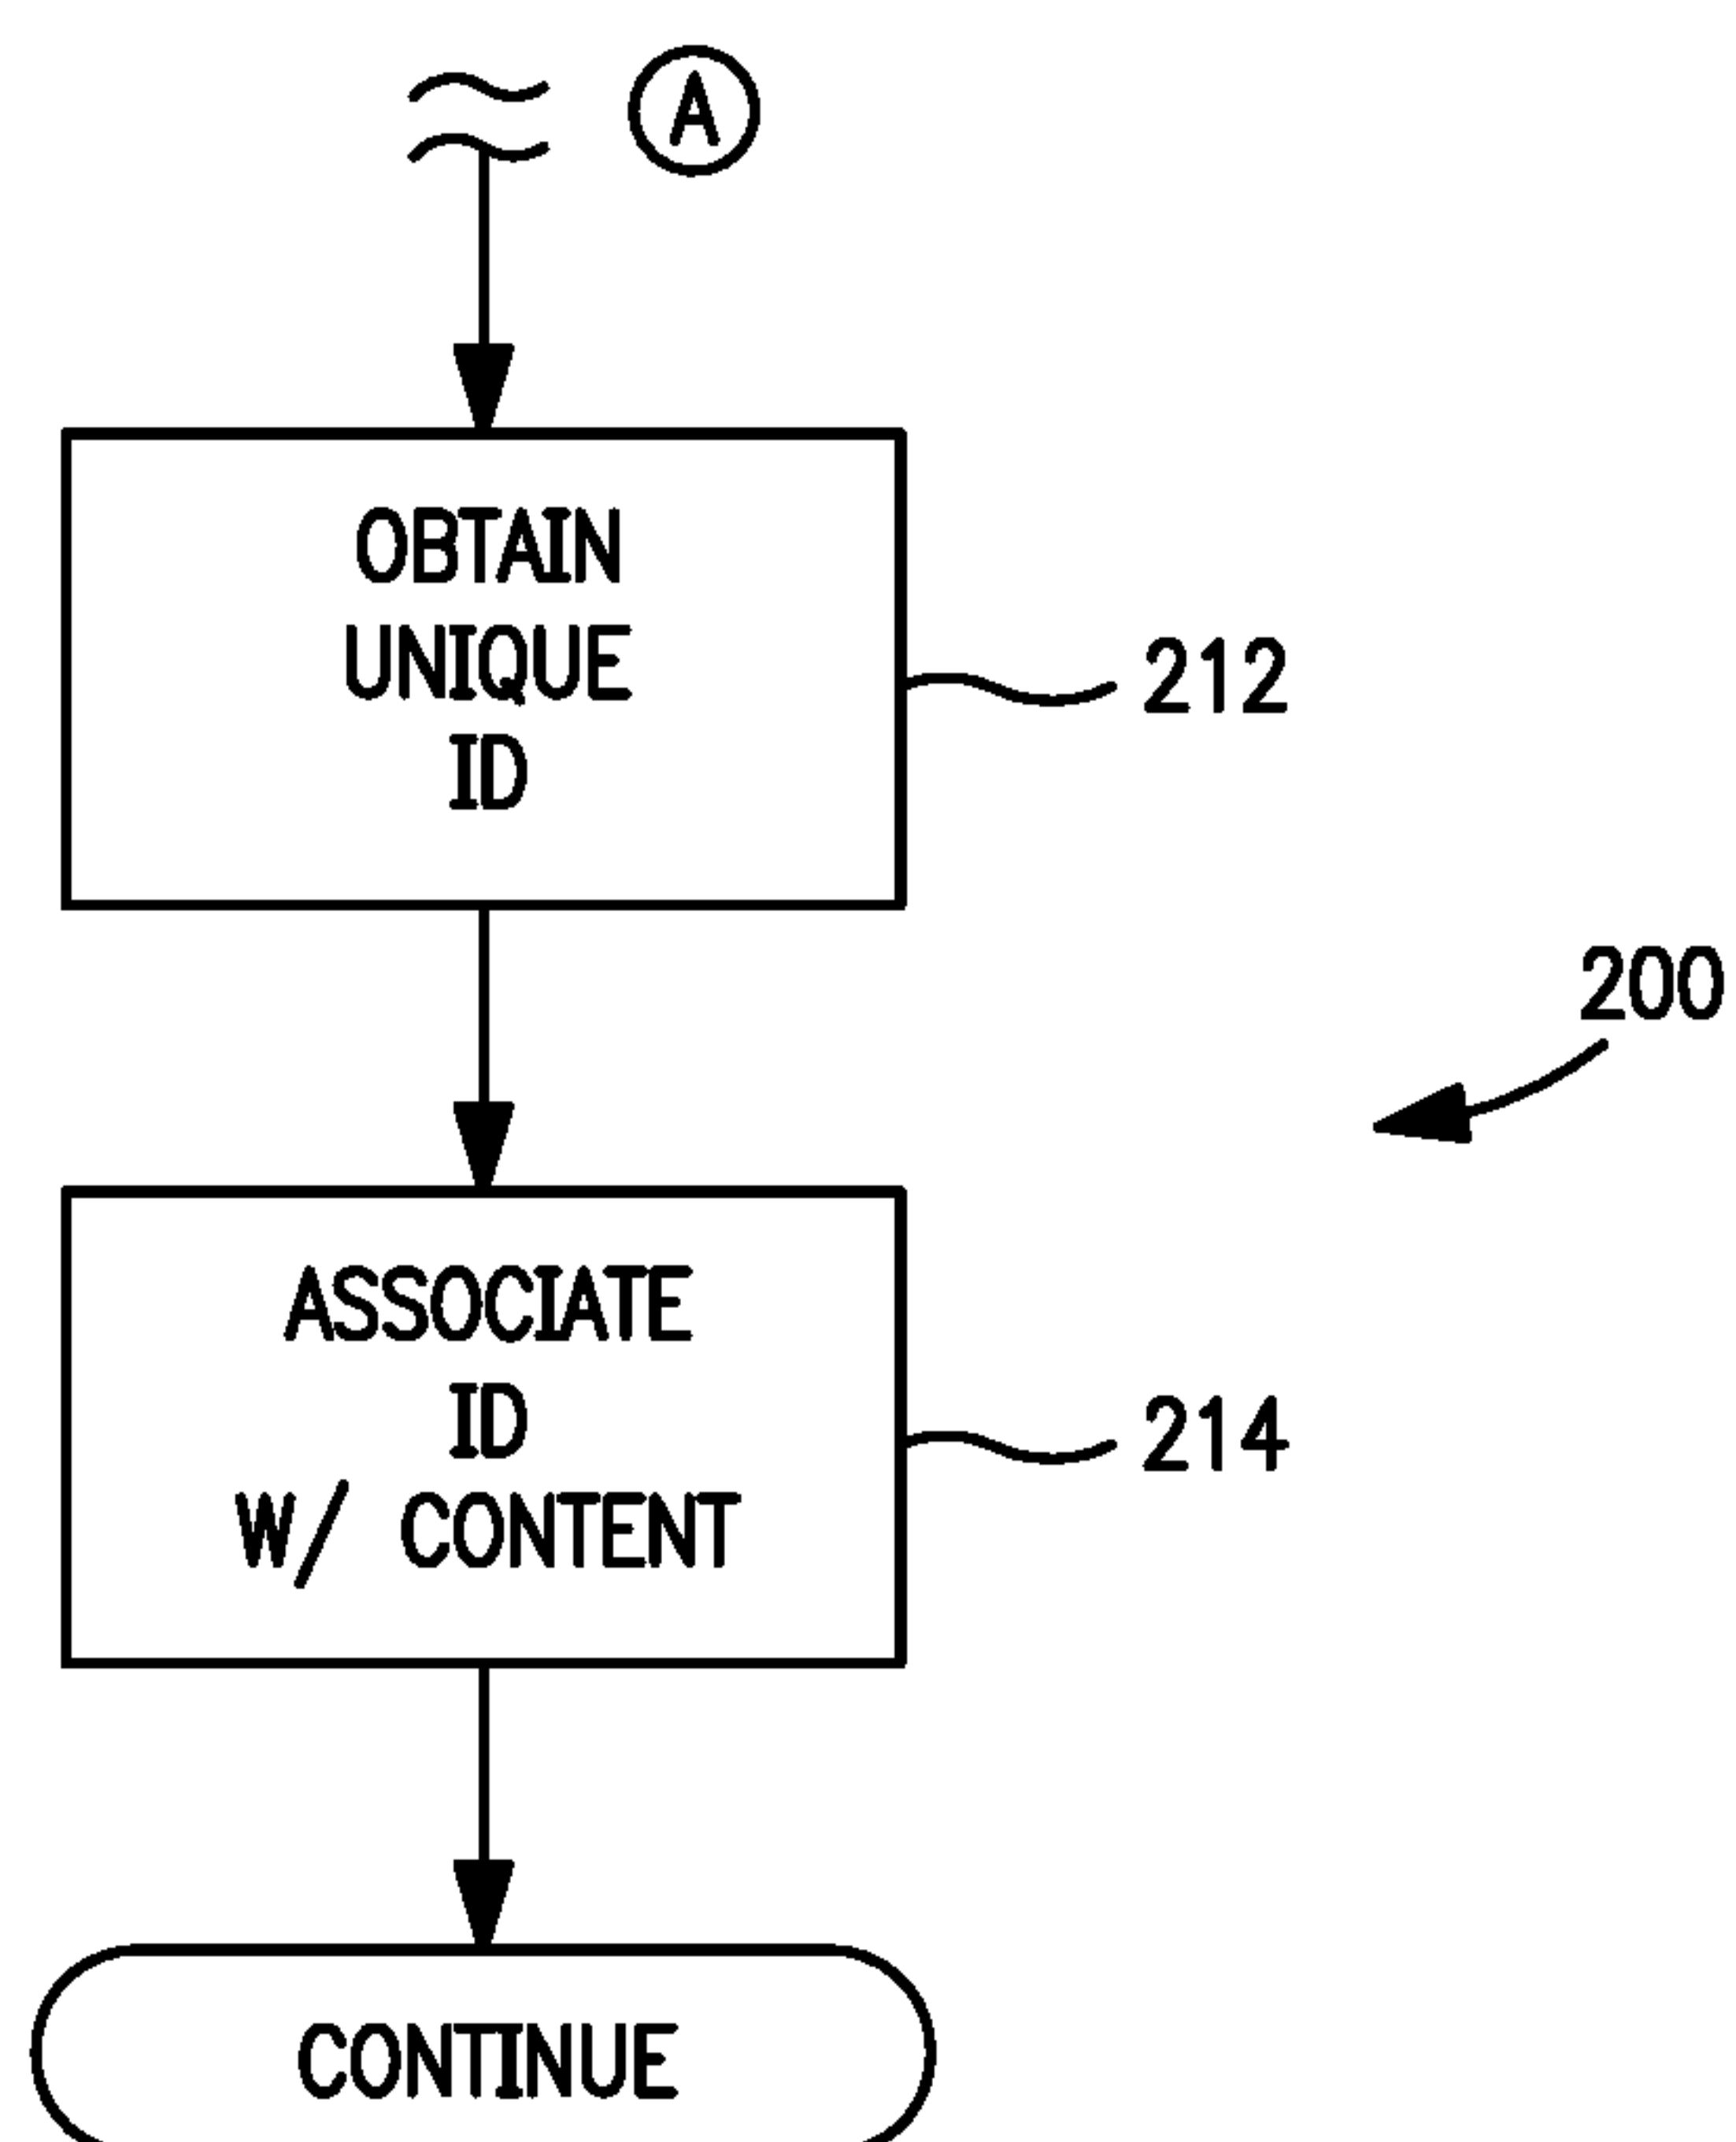 A
OBTAIN
UNIQUE
ID
212
200
ASSOCIATE
ID
W/ CONTENT
214
CONTINUE